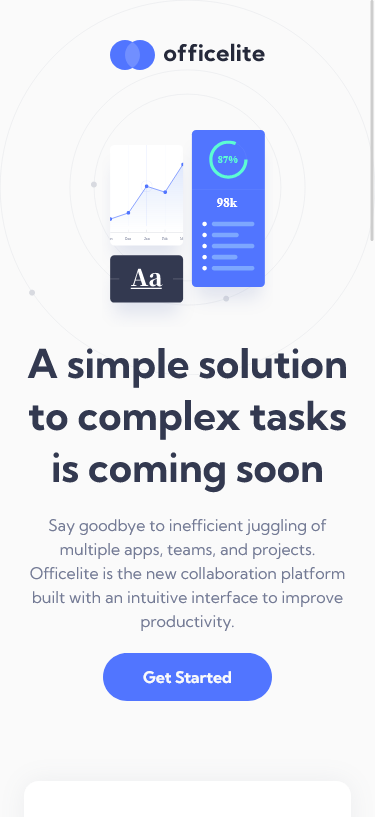 officelite
87%
98k
Aa
A simple solution
to complex tasks
is coming soon
Say goodbye to inefficient juggling of
multiple apps, teams, and projects.
Officelite is the new collaboration platform
built with an intuitive interface to improve
productivity.
Get Started